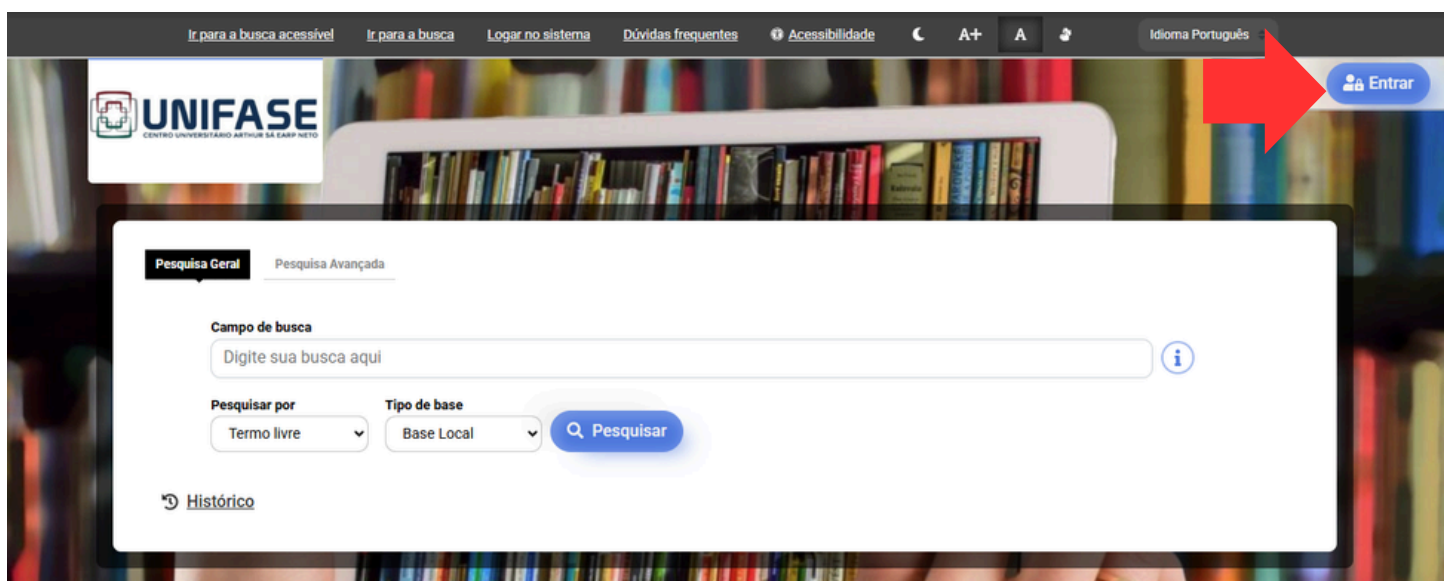 Ir para a busca acessível Ir para a busca Logar no sistema Dúvidas frequentes Acessibilidade A+ A Idioma Português
Entrar
UNIFASE
CENTRO UNIVERSITÁRIO ARTHUR SÁ EARP NETO
Pesquisa Geral Pesquisa Avançada
Campo de busca
Digite sua busca aqui
i
Pesquisar por Tipo de base
Termo livre Base Local Pesquisar
Histórico